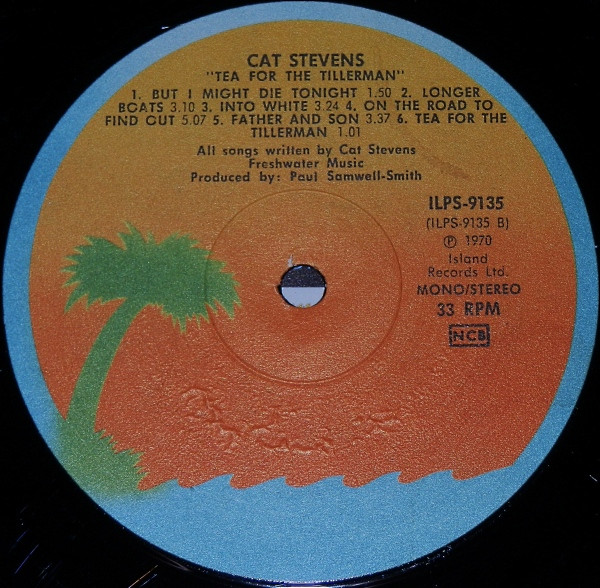 CAT STEVENS
"TEA FOR THE TILLERMAN"
1. BUT I MIGHT DIE TONIGHT 1.50 2. LONGER
BOATS 3.10 3. INTO WHITE 3.24 4. ON THE ROAD TO
FIND OUT 5.07 5. FATHER AND SON 3.37 6. TEA FOR THE
TILLERMAN 1.01
All songs written by Cat Stevens
Freshwater Music
Produced by: Paul Samwell-Smith
ILPS-9135
(ILPS-9135 B)
℗ 1970
Island
Records Ltd.
MONO/STEREO
33 RPM
NCB